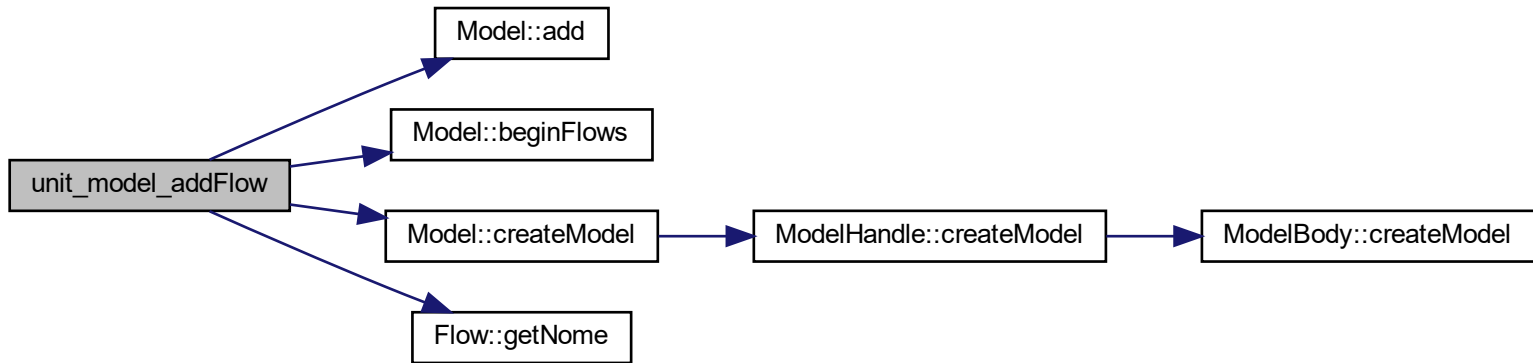 Model::add
Model::beginFlows
unit_model_addFlow
Model::createModel
ModelHandle::createModel
ModelBody::createModel
Flow::getNome